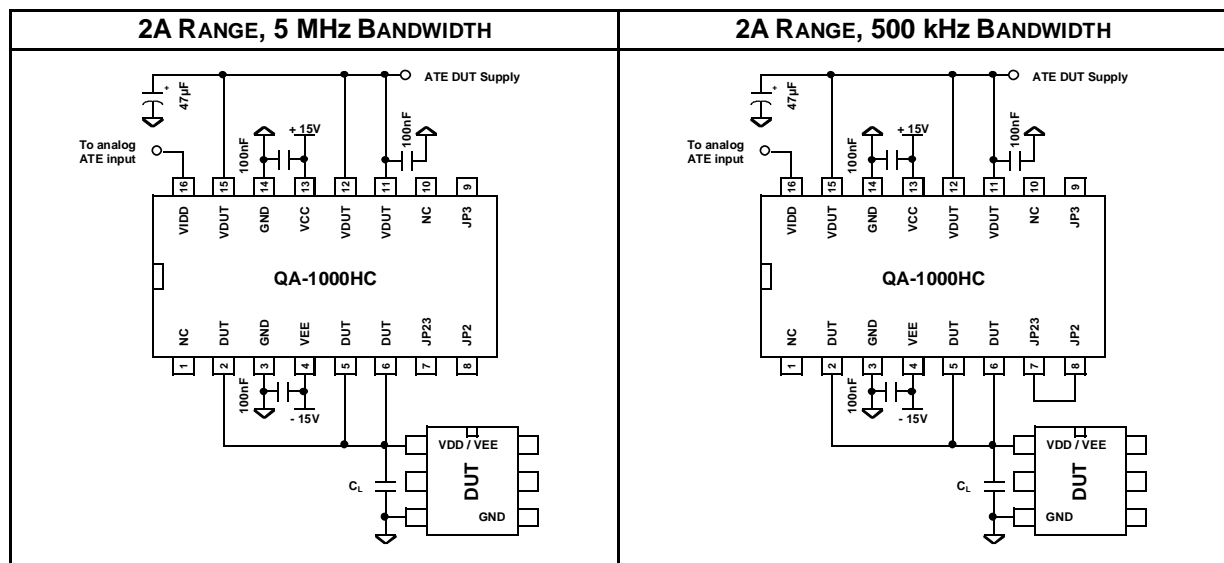 2A RANGE, 5 MHz BANDWIDTH
47µF
+
ATE DUT Supply
To analog
ATE input
100nF
+ 15V
100nF
16
15
14
13
12
11
10
9
VIDD
VDUT
GND
VCC
VDUT
VDUT
NC
JP3
QA-1000HC
NC
DUT
GND
VEE
DUT
DUT
JP23
JP2
1
2
3
4
5
6
7
8
100nF
- 15V
VDD / VEE
DUT
CL
GND
2A RANGE, 500 kHz BANDWIDTH
47µF
+
ATE DUT Supply
To analog
ATE input
100nF
+ 15V
100nF
16
15
14
13
12
11
10
9
VIDD
VDUT
GND
VCC
VDUT
VDUT
NC
JP3
QA-1000HC
NC
DUT
GND
VEE
DUT
DUT
JP23
JP2
1
2
3
4
5
6
7
8
100nF
- 15V
VDD / VEE
DUT
CL
GND